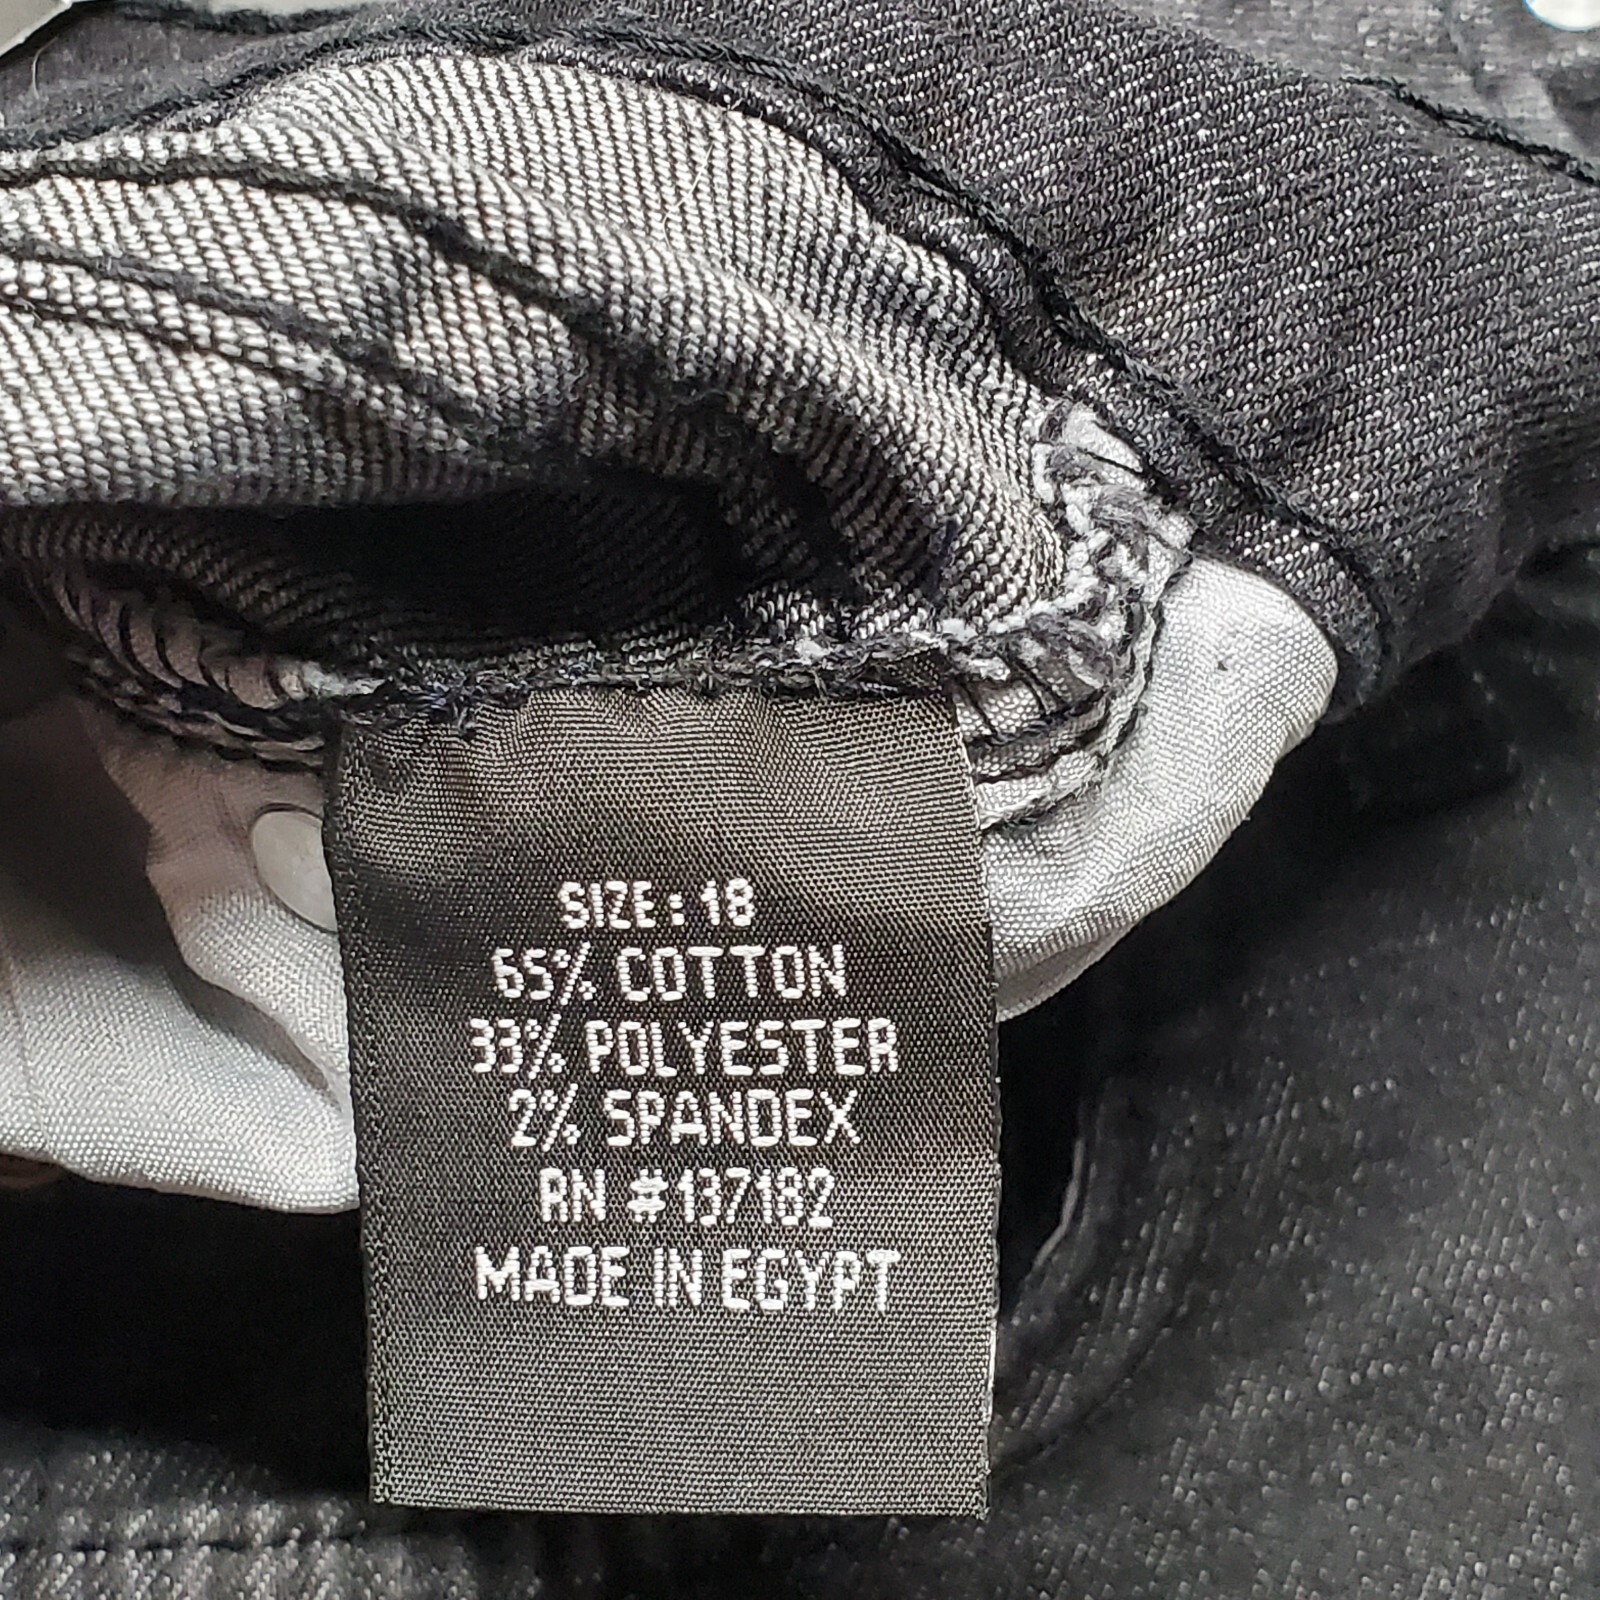 SIZE: 18
65% COTTON
33% POLYESTER
2% SPANDEX
RN #137182
MADE IN EGYPT